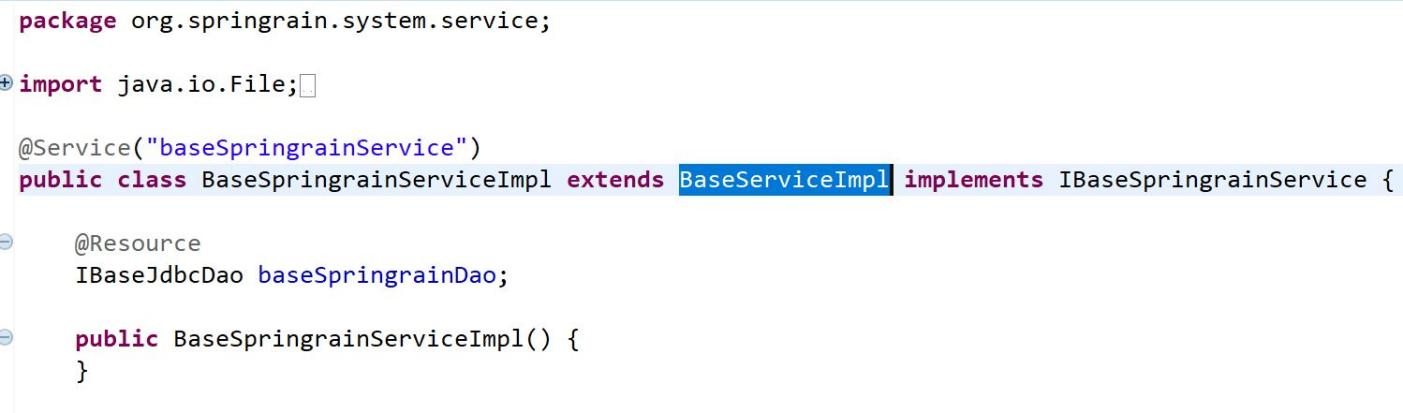 package org.springrain.system.service;
import java.io.File;
@Service("baseSpringrainService")
public class BaseSpringrainServiceImpl extends BaseServiceImpl implements IBaseSpringrainService {
@Resource
IBaseJdbcDao baseSpringrainDao;
public BaseSpringrainServiceImpl() {
}